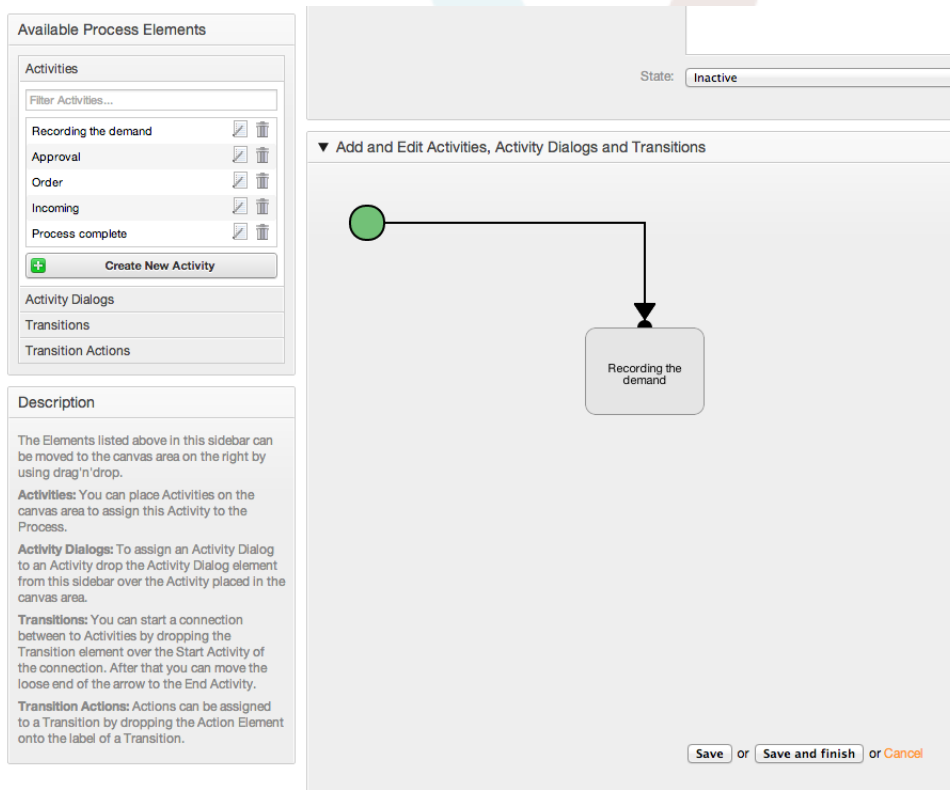 Available Process Elements
Activities
Filter Activities...
Recording the demand
Approval
Order
Incoming
Process complete
Create New Activity
Activity Dialogs
Transitions
Transition Actions
Description
The Elements listed above in this sidebar can
be moved to the canvas area on the right by
using drag'n'drop.
Activities: You can place Activities on the
canvas area to assign this Activity to the
Process.
Activity Dialogs: To assign an Activity Dialog
to an Activity drop the Activity Dialog element
from this sidebar over the Activity placed in the
canvas area.
Transitions: You can start a connection
between to Activities by dropping the
Transition element over the Start Activity of
the connection. After that you can move the
loose end of the arrow to the End Activity.
Transition Actions: Actions can be assigned
to a Transition by dropping the Action Element
onto the label of a Transition.
State: Inactive
▼ Add and Edit Activities, Activity Dialogs and Transitions
Recording the
demand
Save or Save and finish or Cancel